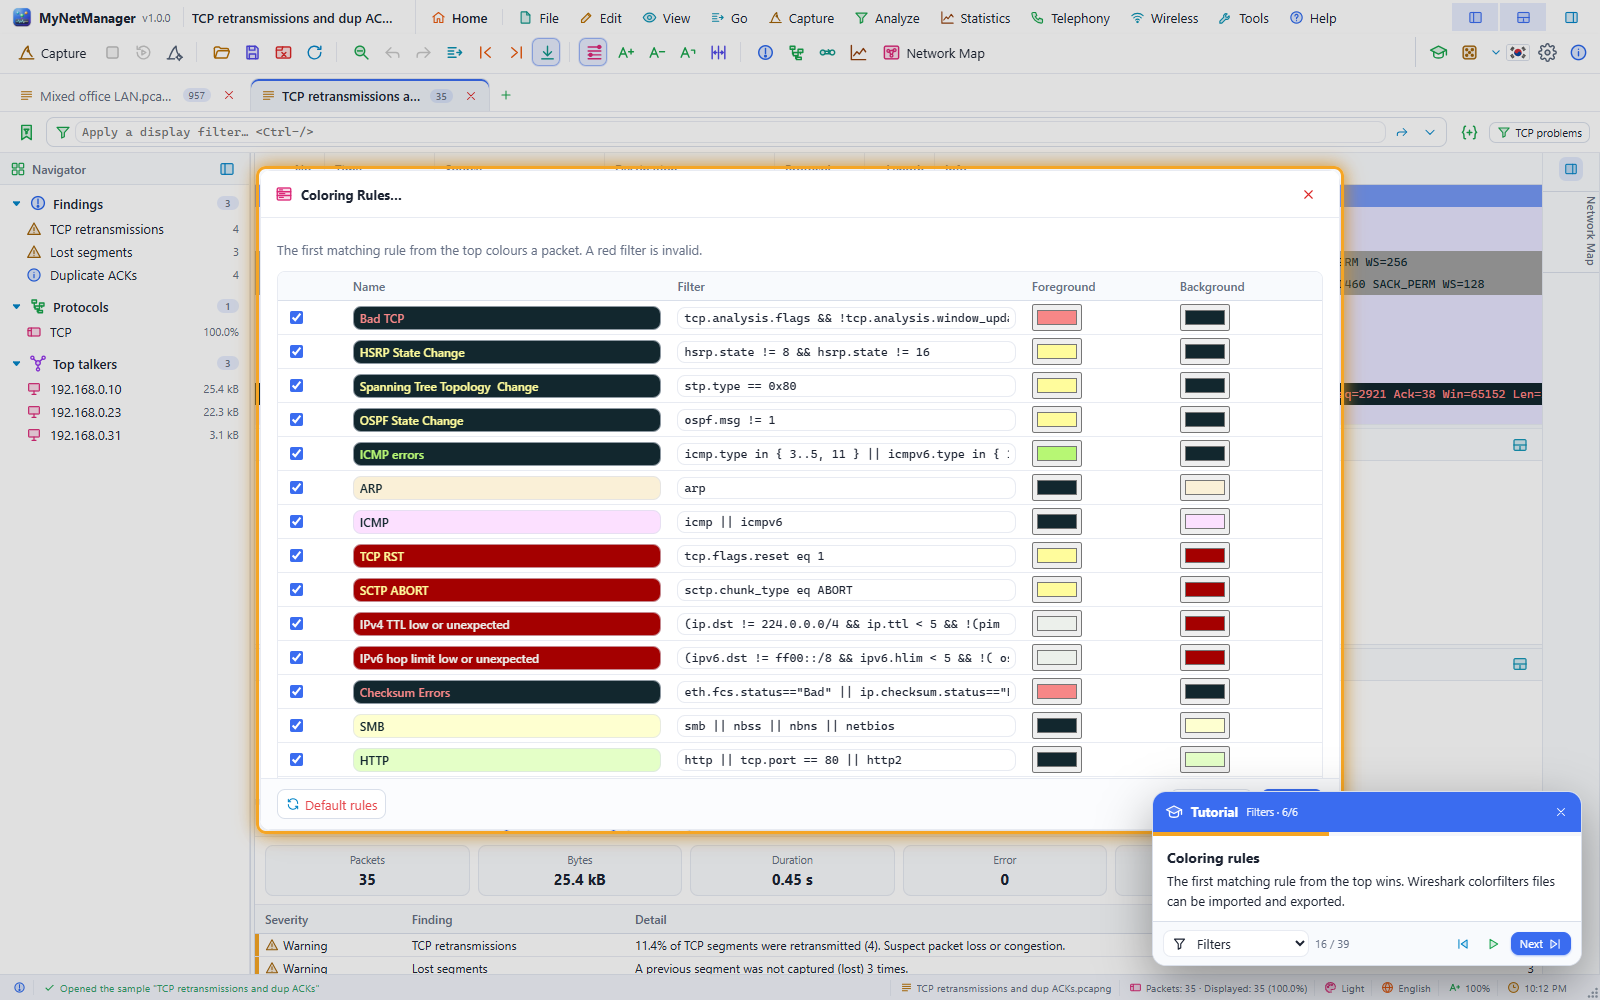 MyNetManager v1.0.0 TCP retransmissions and dup AC... Home File Edit View Go Capture Analyze Statistics Telephony Wireless Tools Help
Capture A+ A- Network Map
Mixed office LAN.pca... 957 TCP retransmissions a... 35
Apply a display filter… <Ctrl-/> TCP problems
Navigator
Findings 3
TCP retransmissions 4
Lost segments 3
Duplicate ACKs 4
Protocols 1
TCP 100.0%
Top talkers 3
192.168.0.10 25.4 kB
192.168.0.23 22.3 kB
192.168.0.31 3.1 kB
Network Map
RM WS=256
460 SACK_PERM WS=128
q=2921 Ack=38 Win=65152 Len=
Coloring Rules...
The first matching rule from the top colours a packet. A red filter is invalid.
Name Filter Foreground Background
Bad TCP tcp.analysis.flags && !tcp.analysis.window_upd
HSRP State Change hsrp.state != 8 && hsrp.state != 16
Spanning Tree Topology Change stp.type == 0x80
OSPF State Change ospf.msg != 1
ICMP errors icmp.type in { 3..5, 11 } || icmpv6.type in {
ARP arp
ICMP icmp || icmpv6
TCP RST tcp.flags.reset eq 1
SCTP ABORT sctp.chunk_type eq ABORT
IPv4 TTL low or unexpected (ip.dst != 224.0.0.0/4 && ip.ttl < 5 && !(pim
IPv6 hop limit low or unexpected (ipv6.dst != ff00::/8 && ipv6.hlim < 5 && !( os
Checksum Errors eth.fcs.status=="Bad" || ip.checksum.status=="
SMB smb || nbss || nbns || netbios
HTTP http || tcp.port == 80 || http2
Default rules
Packets Bytes Duration Error
35 25.4 kB 0.45 s 0
Severity Finding Detail
Warning TCP retransmissions 11.4% of TCP segments were retransmitted (4). Suspect packet loss or congestion.
Warning Lost segments A previous segment was not captured (lost) 3 times. 3
Tutorial Filters · 6/6
Coloring rules
The first matching rule from the top wins. Wireshark colorfilters files
can be imported and exported.
Filters 16 / 39 Next
Opened the sample "TCP retransmissions and dup ACKs" TCP retransmissions and dup ACKs.pcapng Packets: 35 · Displayed: 35 (100.0%) Light English A+ 100% 10:12 PM